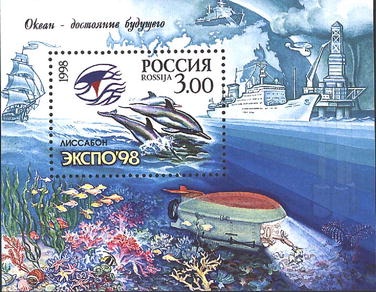 Океан - достояние будущего
1998
РОССИЯ
ROSSIJA
3.00
ЛИССАБОН
ЭКСПО'98